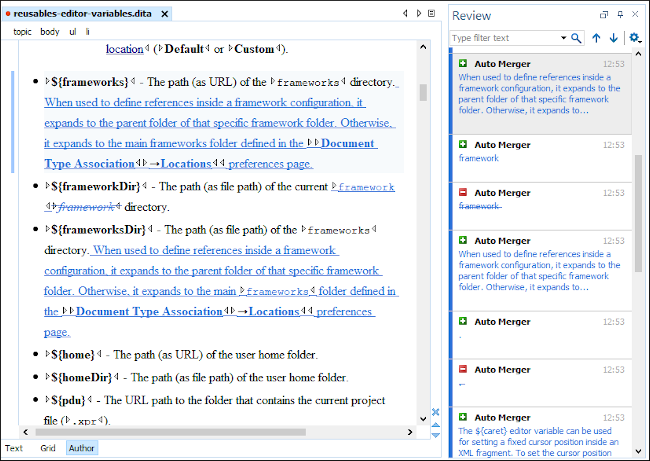 reusables-editor-variables.dita ×
topic body ul li
location (Default or Custom).
• ${frameworks} - The path (as URL) of the frameworks directory.
When used to define references inside a framework configuration, it
expands to the parent folder of that specific framework folder. Otherwise,
it expands to the main frameworks folder defined in the Document
Type Association→Locations preferences page.
• ${frameworkDir} - The path (as file path) of the current framework
framework directory.
• ${frameworksDir} - The path (as file path) of the frameworks
directory. When used to define references inside a framework
configuration, it expands to the parent folder of that specific framework
folder. Otherwise, it expands to the main frameworks folder defined in
the Document Type Association→Locations preferences
page.
• ${home} - The path (as URL) of the user home folder.
• ${homeDir} - The path (as file path) of the user home folder.
• ${pdu} - The URL path to the folder that contains the current project
file (.xpr).
Text Grid Author
Review
Type filter text
Auto Merger 12:53
When used to define references inside a
framework configuration, it expands to the
parent folder of that specific framework
folder. Otherwise, it expands to…
Auto Merger 12:53
framework
Auto Merger 12:53
framework
Auto Merger 12:53
When used to define references inside a
framework configuration, it expands to the
parent folder of that specific framework
folder. Otherwise, it expands to…
Auto Merger 12:53
.
Auto Merger 12:53
Auto Merger 12:53
The ${caret} editor variable can be used
for setting a fixed cursor position inside an
XML fragment. To set the cursor position